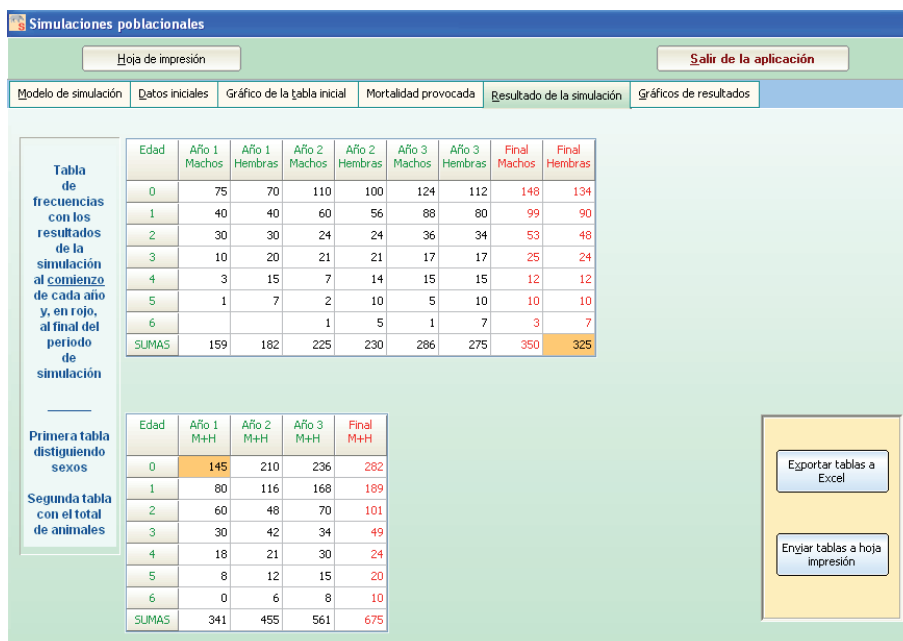 Simulaciones poblacionales
Hoja de impresión
Salir de la aplicación
Modelo de simulación Datos iniciales Gráfico de la tabla inicial Mortalidad provocada Resultado de la simulación Gráficos de resultados
Tabla
de
frecuencias
con los
resultados
de la
simulación
al comienzo
de cada año
y, en rojo,
al final del
periodo
de
simulación
Primera tabla
distiguiendo
sexos
Segunda tabla
con el total
de animales
Edad Año 1 Año 1 Año 2 Año 2 Año 3 Año 3 Final Final
Machos Hembras Machos Hembras Machos Hembras Machos Hembras
0 75 70 110 100 124 112 148 134
1 40 40 60 56 88 80 99 90
2 30 30 24 24 36 34 53 48
3 10 20 21 21 17 17 25 24
4 3 15 7 14 15 15 12 12
5 1 7 2 10 5 10 10 10
6 1 5 1 7 3 7
SUMAS 159 182 225 230 286 275 350 325
Edad Año 1 Año 2 Año 3 Final
M+H M+H M+H M+H
0 145 210 236 282
1 80 116 168 189
2 60 48 70 101
3 30 42 34 49
4 18 21 30 24
5 8 12 15 20
6 0 6 8 10
SUMAS 341 455 561 675
Exportar tablas a
Excel
Enviar tablas a hoja
impresión